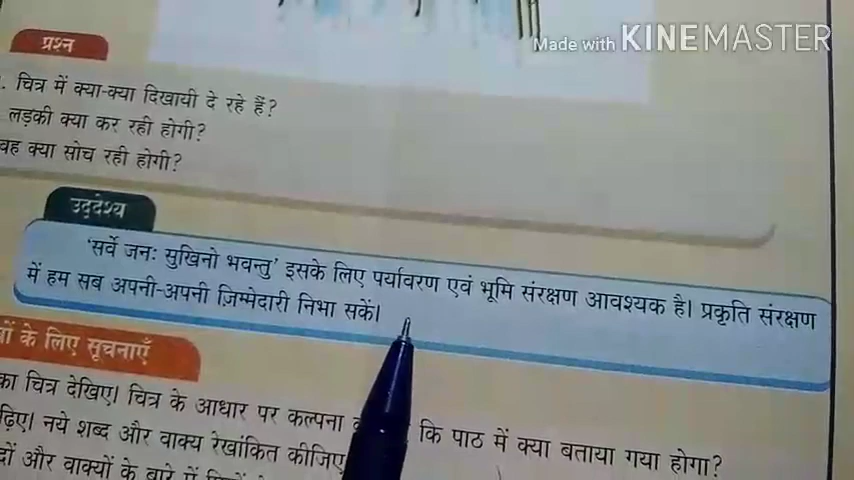 Made with KINEMASTER
प्रश्न
. चित्र में क्या-क्या दिखायी दे रहे हैं?
लड़की क्या कर रही होगी?
वह क्या सोच रही होगी?
उद्देश्य
'सर्वे जनः सुखिनो भवन्तु' इसके लिए पर्यावरण एवं भूमि संरक्षण आवश्यक है। प्रकृति संरक्षण
में हम सब अपनी-अपनी ज़िम्मेदारी निभा सकें।
के लिए सूचनाएँ
का चित्र देखिए। चित्र के आधार पर कल्पना कि पाठ में क्या बताया गया होगा?
नये शब्द और वाक्य रेखांकित कीजिए
और वाक्यों के बारे में